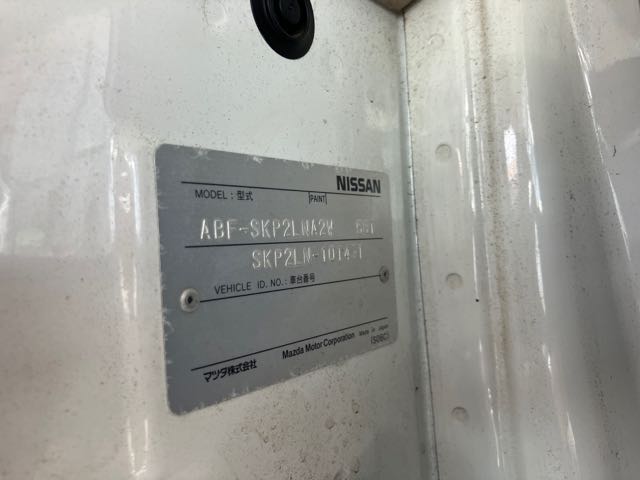 NISSAN
MODEL : 型式
PAINT
ABF-SKP2LNA2W
VEHICLE ID. NO.: 車台番号
マツダ株式会社
Mazda Motor Corporation
Made in Japan
(S08C)